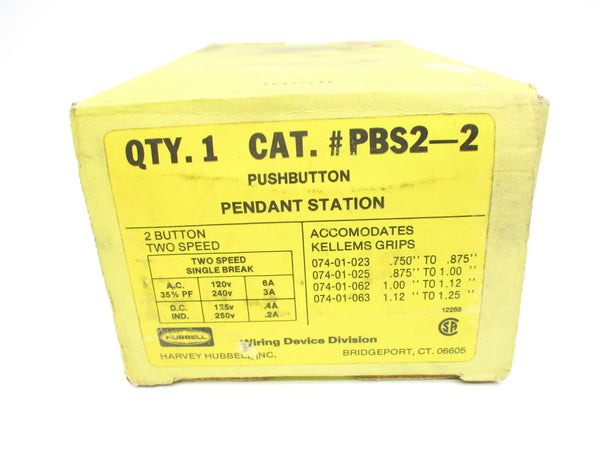 QTY. 1 CAT. # PBS2—2
PUSHBUTTON
PENDANT STATION
2 BUTTON
TWO SPEED
TWO SPEED
SINGLE BREAK
A.C. 120v 6A
35% PF 240v 3A
D.C. 125v .4A
IND. 250v .2A
ACCOMODATES
KELLEMS GRIPS
074-01-023 .750'' TO .875''
074-01-025 .875'' TO 1.00 ''
074-01-062 1.00 '' TO 1.12 ''
074-01-063 1.12 '' TO 1.25 ''
12268
HUBBELL
Wiring Device Division
SA
HARVEY HUBBELL INC.
BRIDGEPORT, CT. 06605